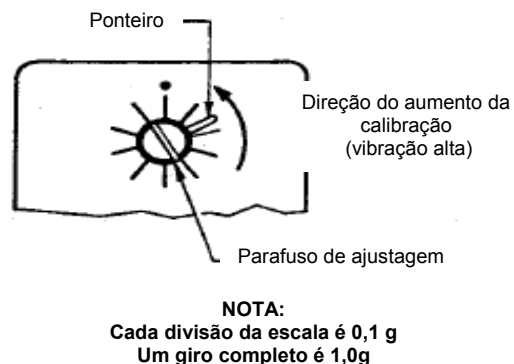 Ponteiro
Direção do aumento da
calibração
(vibração alta)
Parafuso de ajustagem
NOTA:
Cada divisão da escala é 0,1 g
Um giro completo é 1,0g